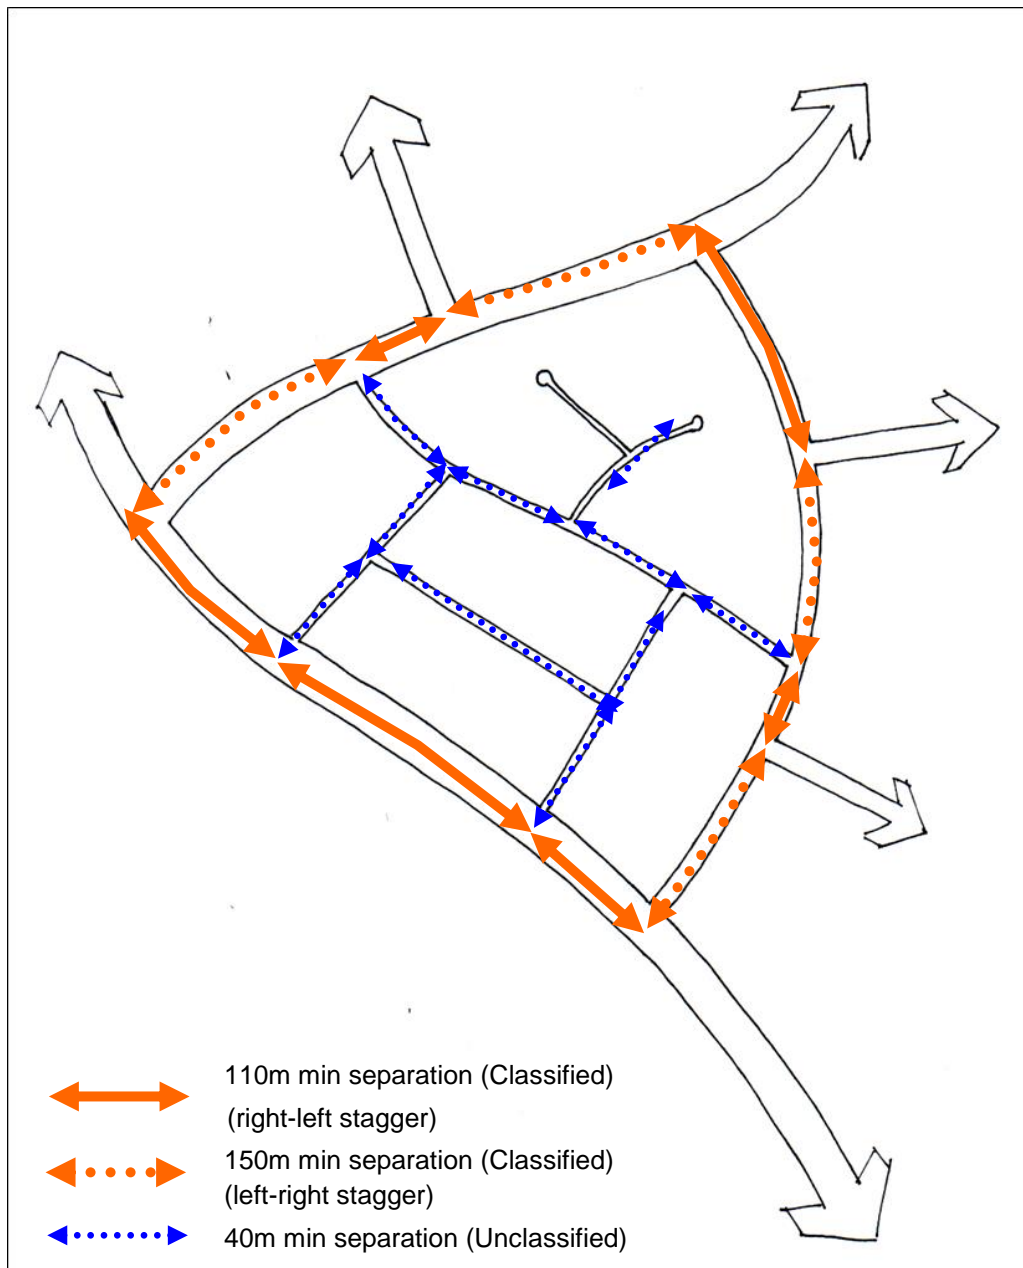 110m min separation (Classified)
(right-left stagger)
150m min separation (Classified)
(left-right stagger)
40m min separation (Unclassified)